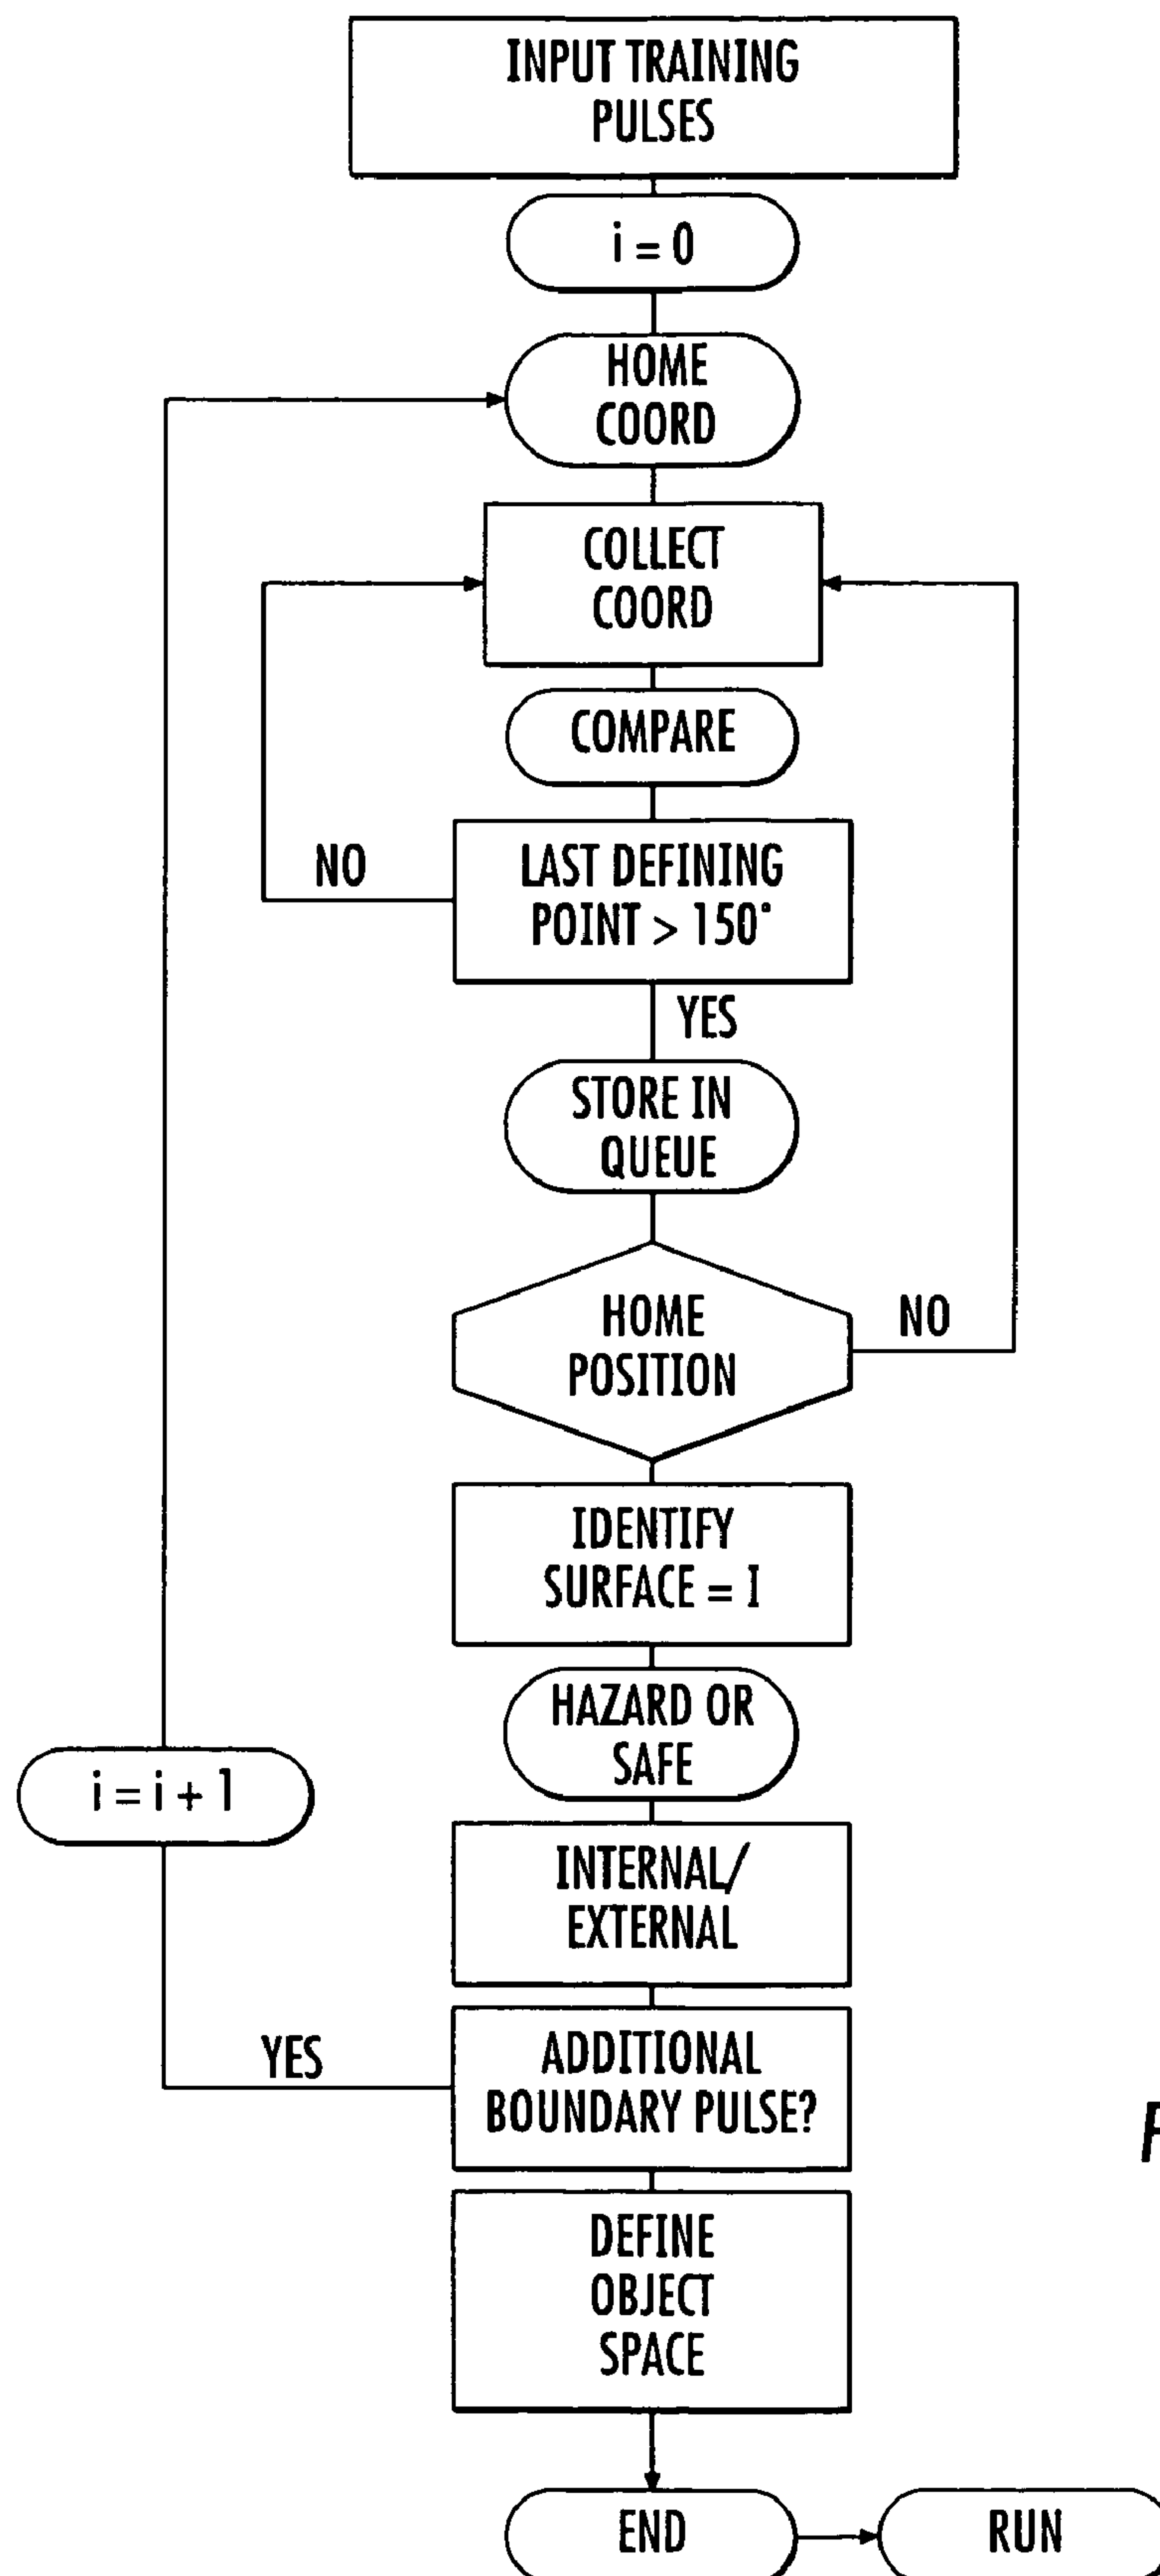 INPUT TRAINING
PULSES
i = 0
HOME
COORD
COLLECT
COORD
COMPARE
NO
LAST DEFINING
POINT > 150°
YES
STORE IN
QUEUE
HOME
POSITION
NO
IDENTIFY
SURFACE = I
HAZARD OR
SAFE
i = i + 1
INTERNAL/
EXTERNAL
YES
ADDITIONAL
BOUNDARY PULSE?
DEFINE
OBJECT
SPACE
END
RUN